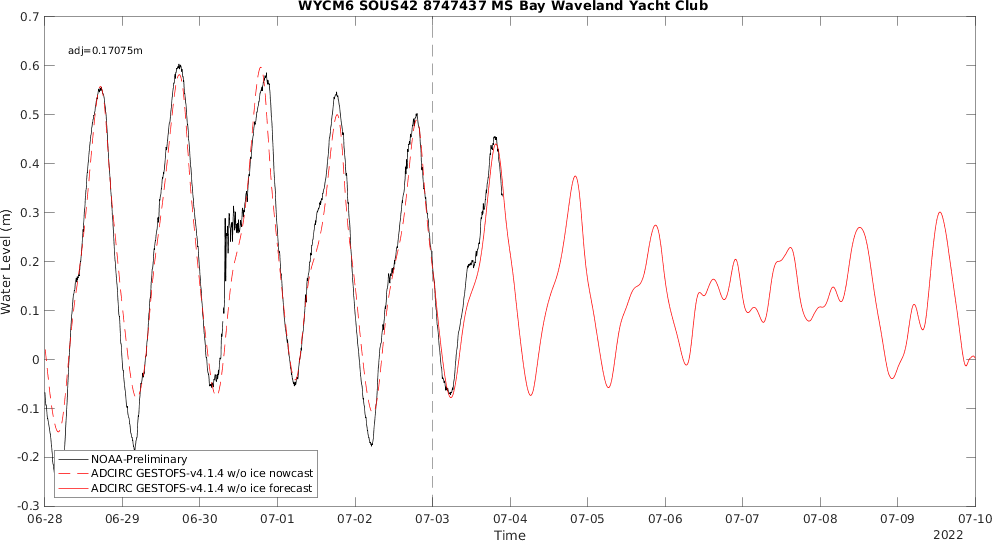 WYCM6 SOUS42 8747437 MS Bay Waveland Yacht Club
adj=0.17075m
Water Level (m)
0.7
0.6
0.5
0.4
0.3
0.2
0.1
0
-0.1
-0.2
-0.3
NOAA-Preliminary
ADCIRC GESTOFS-v4.1.4 w/o ice nowcast
ADCIRC GESTOFS-v4.1.4 w/o ice forecast
06-28 06-29 06-30 07-01 07-02 07-03 07-04 07-05 07-06 07-07 07-08 07-09 07-10
Time
2022